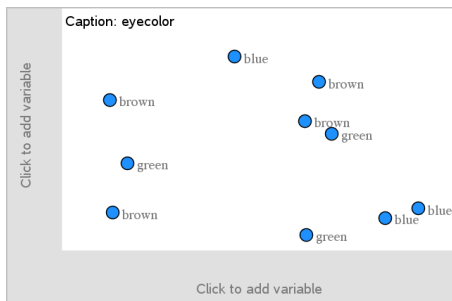 Caption: eyecolor
Click to add variable
blue
brown
brown
brown
green
green
brown
blue
blue
green
Click to add variable